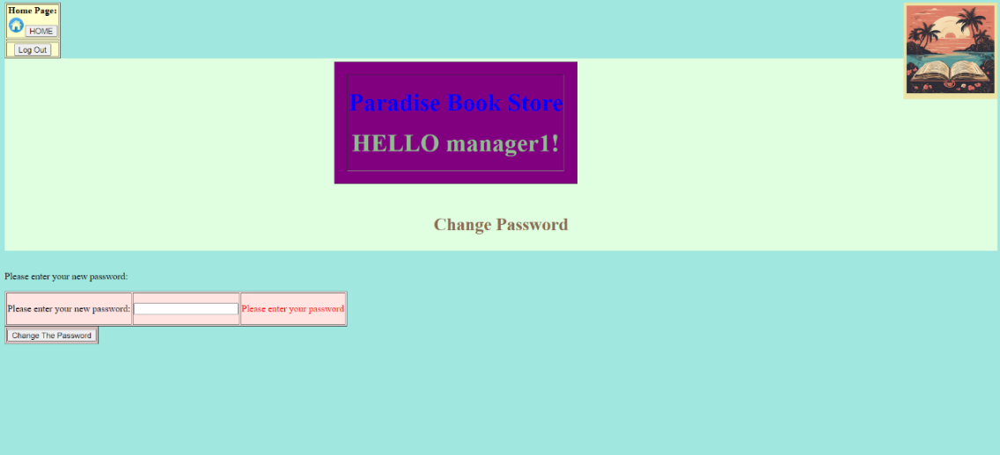 Home Page:
HOME
Log Out
Paradise Book Store
HELLO manager1!
Change Password
Please enter your new password:
Please enter your new password: Please enter your password
Change The Password